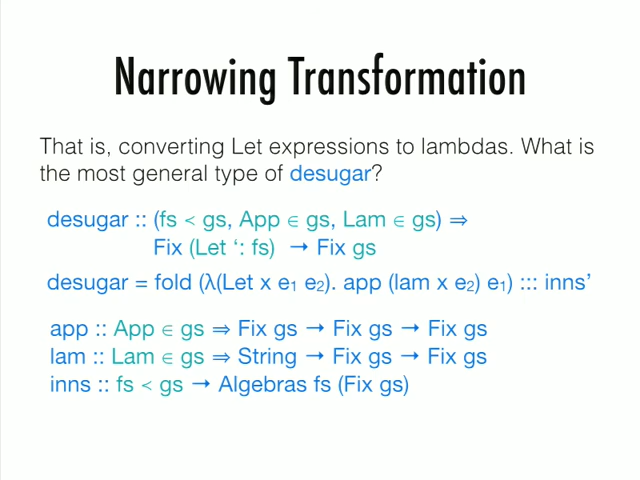 Narrowing Transformation
That is, converting Let expressions to lambdas. What is
the most general type of desugar?
desugar :: (fs < gs, App ∈ gs, Lam ∈ gs) ⇒
Fix (Let ‘: fs) → Fix gs
desugar = fold (λ(Let x e₁ e₂). app (lam x e₂) e₁) ::: inns’
app :: App ∈ gs ⇒ Fix gs → Fix gs → Fix gs
lam :: Lam ∈ gs ⇒ String → Fix gs → Fix gs
inns :: fs < gs → Algebras fs (Fix gs)